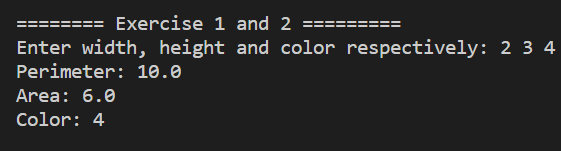 ======== Exercise 1 and 2 =========
Enter width, height and color respectively: 2 3 4
Perimeter: 10.0
Area: 6.0
Color: 4